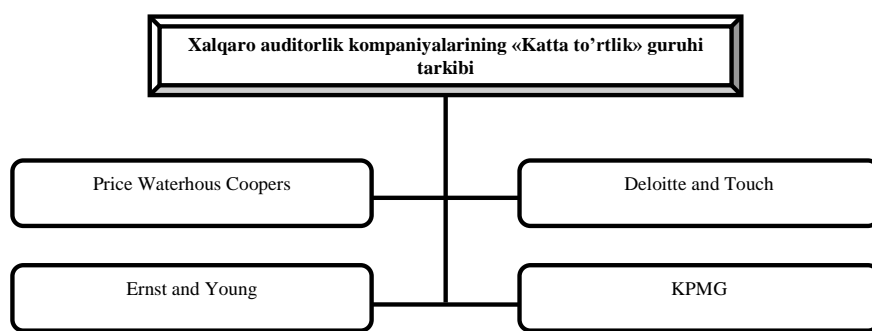 Xalqaro auditorlik kompaniyalarining «Katta to’rtlik» guruhi
tarkibi
Price Waterhous Coopers
Deloitte and Touch
Ernst and Young
KPMG